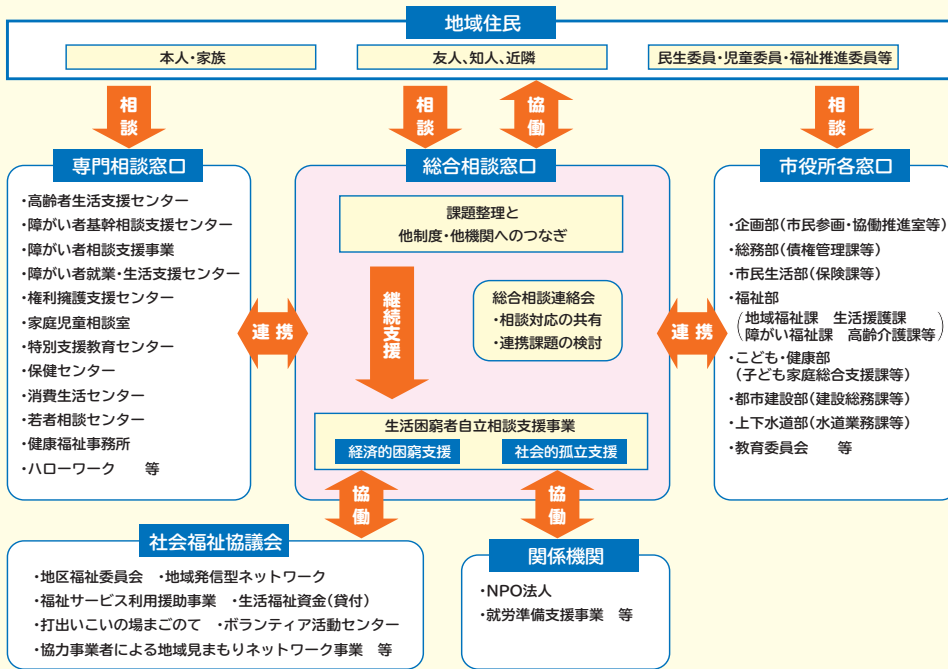 地域住民
本人・家族
友人、知人、近隣
民生委員・児童委員・福祉推進委員等
相談
相談
協働
相談
専門相談窓口
・高齢者生活支援センター
・障がい者基幹相談支援センター
・障がい者相談支援事業
・障がい者就業・生活支援センター
・権利擁護支援センター
・家庭児童相談室
・特別支援教育センター
・保健センター
・消費生活センター
・若者相談センター
・健康福祉事務所
・ハローワーク　等
連携
総合相談窓口
課題整理と
他制度・他機関へのつなぎ
継続支援
総合相談連絡会
・相談対応の共有
・連携課題の検討
生活困窮者自立相談支援事業
経済的困窮支援
社会的孤立支援
連携
市役所各窓口
・企画部(市民参画・協働推進室等)
・総務部(債権管理課等)
・市民生活部(保険課等)
・福祉部
(地域福祉課　生活援護課
障がい福祉課　高齢介護課等)
・こども・健康部
(子ども家庭総合支援課等)
・都市建設部(建設総務課等)
・上下水道部(水道業務課等)
・教育委員会　等
協働
協働
社会福祉協議会
・地区福祉委員会　・地域発信型ネットワーク
・福祉サービス利用援助事業　・生活福祉資金(貸付)
・打出いこいの場まごのて　・ボランティア活動センター
・協力事業者による地域見まもりネットワーク事業　等
関係機関
・NPO法人
・就労準備支援事業　等